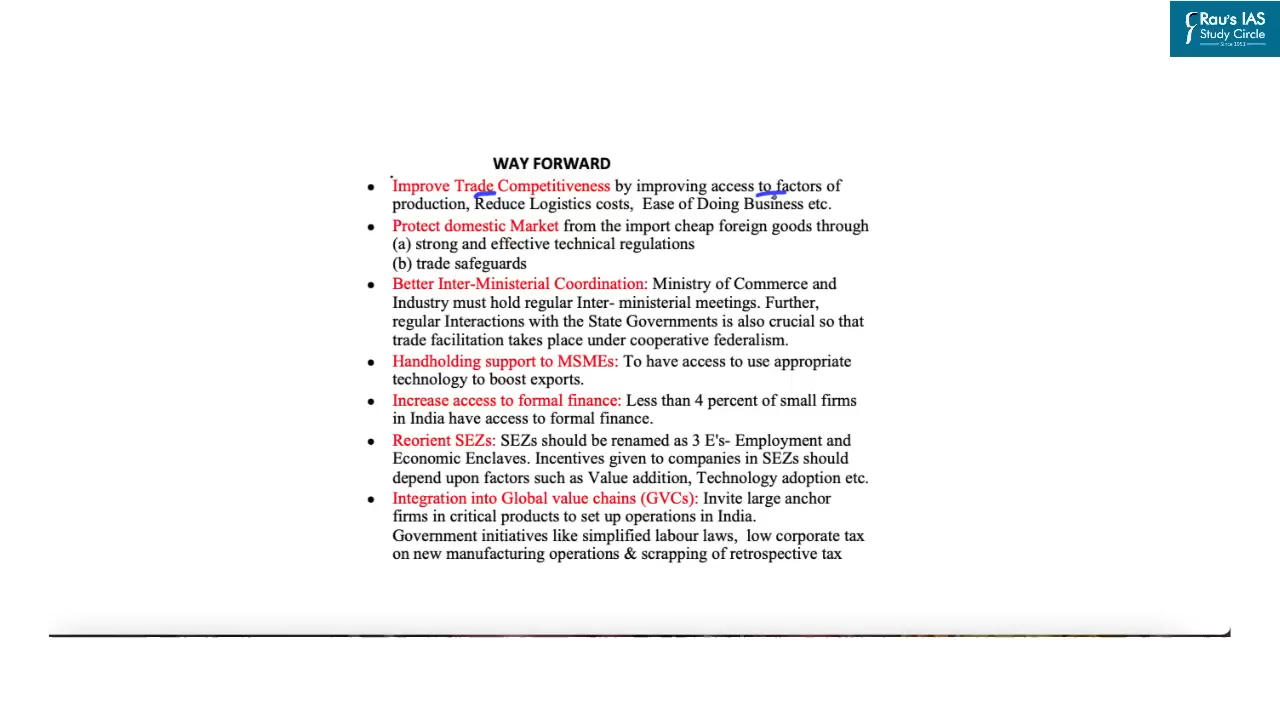 Rau's IAS
Study Circle
Since 1953
WAY FORWARD
• Improve Trade Competitiveness by improving access to factors of
production, Reduce Logistics costs, Ease of Doing Business etc.
• Protect domestic Market from the import cheap foreign goods through
(a) strong and effective technical regulations
(b) trade safeguards
• Better Inter-Ministerial Coordination: Ministry of Commerce and
Industry must hold regular Inter- ministerial meetings. Further,
regular Interactions with the State Governments is also crucial so that
trade facilitation takes place under cooperative federalism.
• Handholding support to MSMEs: To have access to use appropriate
technology to boost exports.
• Increase access to formal finance: Less than 4 percent of small firms
in India have access to formal finance.
• Reorient SEZs: SEZs should be renamed as 3 E's- Employment and
Economic Enclaves. Incentives given to companies in SEZs should
depend upon factors such as Value addition, Technology adoption etc.
• Integration into Global value chains (GVCs): Invite large anchor
firms in critical products to set up operations in India.
Government initiatives like simplified labour laws, low corporate tax
on new manufacturing operations & scrapping of retrospective tax